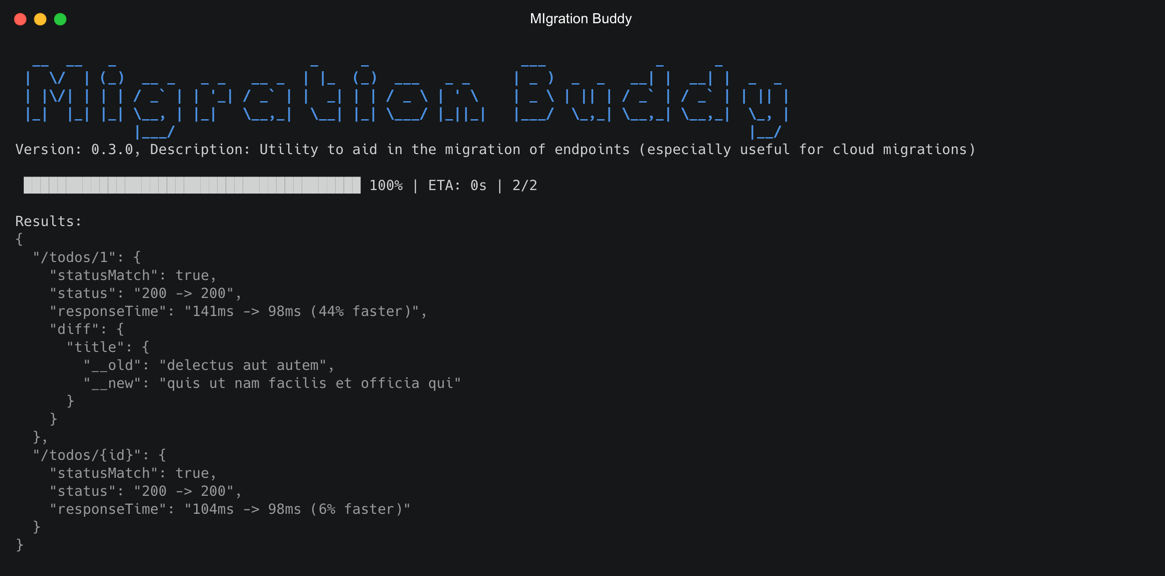 MIgration Buddy
Migration Buddy
Version: 0.3.0, Description: Utility to aid in the migration of endpoints (especially useful for cloud migrations)
100% | ETA: 0s | 2/2
Results:
{
  "/todos/1": {
    "statusMatch": true,
    "status": "200 -> 200",
    "responseTime": "141ms -> 98ms (44% faster)",
    "diff": {
      "title": {
        "__old": "delectus aut autem",
        "__new": "quis ut nam facilis et officia qui"
      }
    }
  },
  "/todos/{id}": {
    "statusMatch": true,
    "status": "200 -> 200",
    "responseTime": "104ms -> 98ms (6% faster)"
  }
}